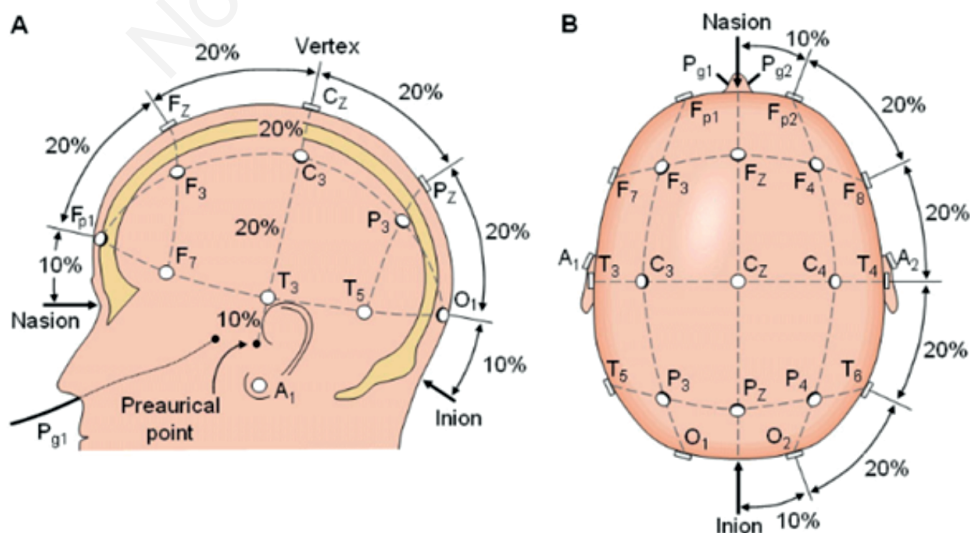 A
20%
Vertex
20%
FZ
CZ
20%
20%
F3
C3
PZ
Fp1
20%
P3
20%
10%
F7
T3
T5
O1
Nasion
10%
10%
A1
Preaurical
point
Inion
Pg1
B
Nasion
10%
Pg1
Pg2
Fp1
Fp2
20%
F7
F3
FZ
F4
F8
20%
A1
T3
C3
CZ
C4
T4
A2
20%
T5
P3
PZ
P4
T6
O1
O2
20%
Inion
10%
No